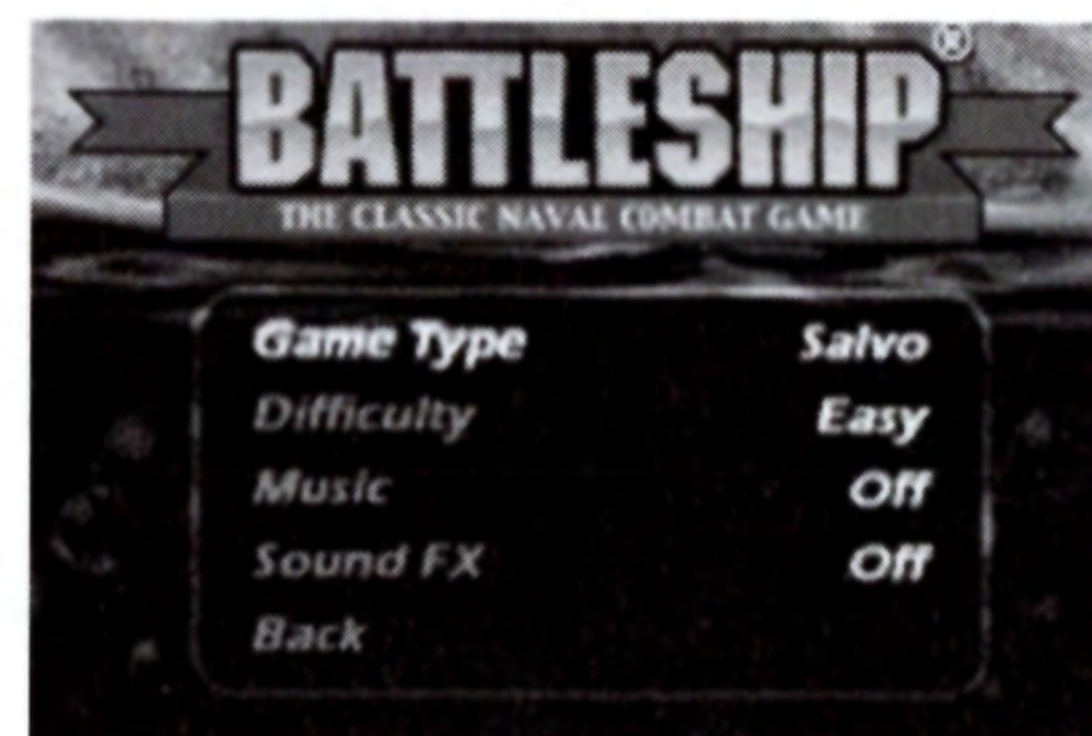 BATTLESHIP®
THE CLASSIC NAVAL COMBAT GAME
Game Type Salvo
Difficulty Easy
Music Off
Sound FX Off
Back